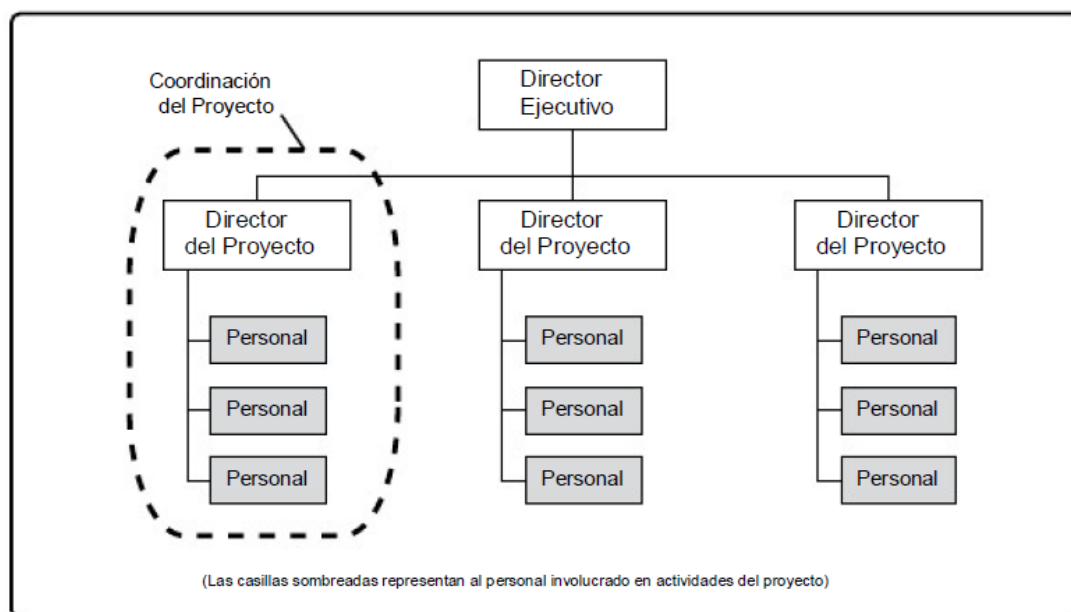 Coordinación
del Proyecto
Director
Ejecutivo
Director
del Proyecto
Director
del Proyecto
Director
del Proyecto
Personal
Personal
Personal
Personal
Personal
Personal
Personal
Personal
Personal
(Las casillas sombreadas representan al personal involucrado en actividades del proyecto)